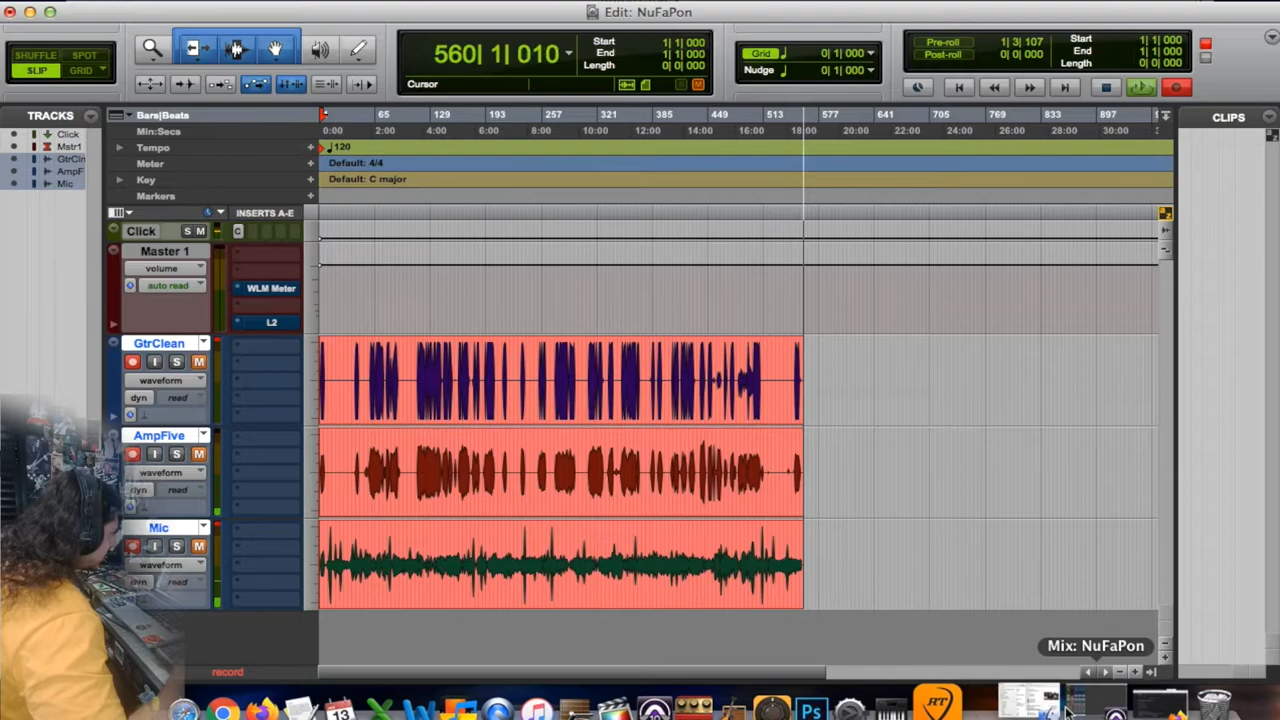 Edit: NuFaPon
SHUFFLE SPOT
SLIP GRID
560| 1| 010
Start 1| 1| 000
End 1| 1| 000
Length 0| 0| 000
Cursor
Grid 0| 1| 000
Nudge 0| 1| 000
Pre-roll 1| 3| 107
Post-roll 0| 0| 000
Start 1| 1| 000
End 1| 1| 000
Length 0| 0| 000
TRACKS
Click
Mstr1
GtrCln
AmpF
Mic
Bars|Beats
65 129 193 257 321 385 449 513 577 641 705 769 833 897
Min:Secs
0:00 2:00 4:00 6:00 8:00 10:00 12:00 14:00 16:00 18:00 20:00 22:00 24:00 26:00 28:00 30:
Tempo
120
Meter
Default: 4/4
Key
Default: C major
Markers
CLIPS
INSERTS A-E
Click
S M
C
Master 1
volume
auto read
WLM Meter
L2
GtrClean
I S M
waveform
dyn read
AmpFive
I S M
waveform
dyn read
Mic
I S M
waveform
dyn read
record
Mix: NuFaPon
13
Ps
RT